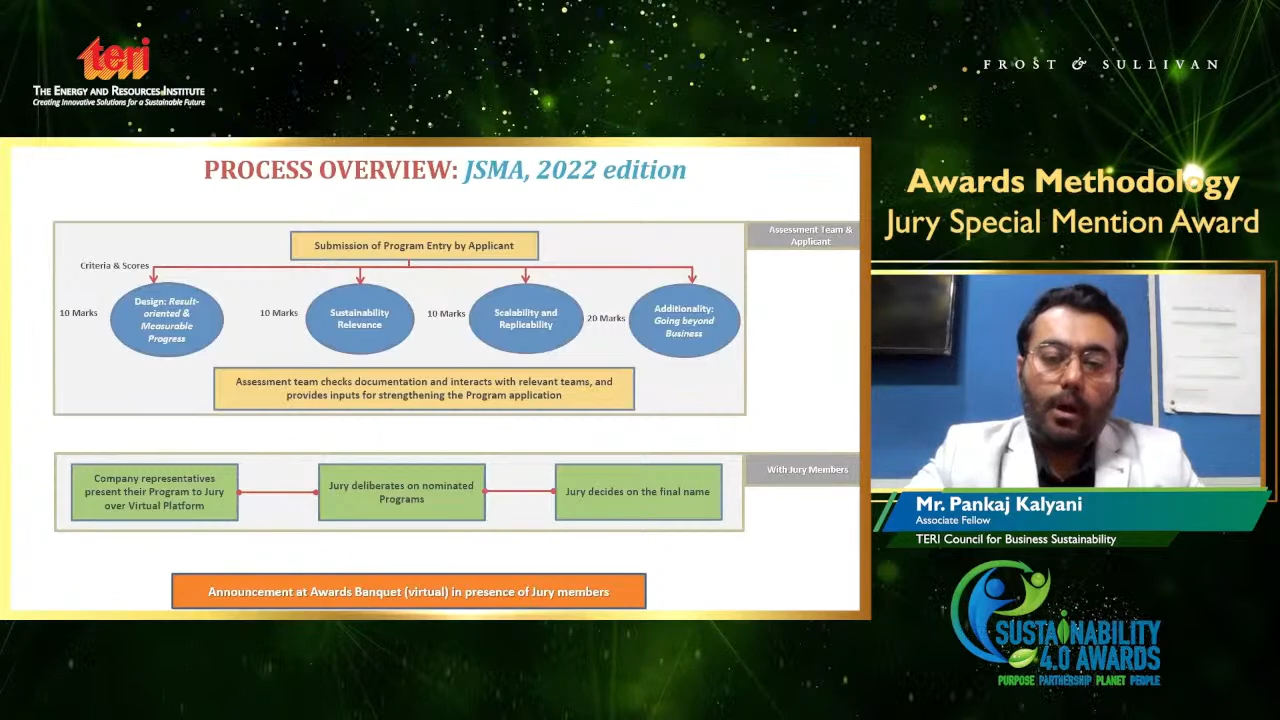 teri
THE ENERGY AND RESOURCES INSTITUTE
Creating Innovative Solutions for a Sustainable Future
FROST & SULLIVAN
PROCESS OVERVIEW: JSMA, 2022 edition
Assessment Team &
Applicant
Submission of Program Entry by Applicant
Criteria & Scores
10 Marks
Design: Result-
oriented &
Measurable
Progress
10 Marks
Sustainability
Relevance
10 Marks
Scalability and
Replicability
20 Marks
Additionality:
Going beyond
Business
Assessment team checks documentation and interacts with relevant teams, and
provides inputs for strengthening the Program application
With Jury Members
Company representatives
present their Program to Jury
over Virtual Platform
Jury deliberates on nominated
Programs
Jury decides on the final name
Announcement at Awards Banquet (virtual) in presence of Jury members
Awards Methodology
Jury Special Mention Award
Mr. Pankaj Kalyani
Associate Fellow
TERI Council for Business Sustainability
SUSTAINABILITY
4.0 AWARDS
PURPOSE PARTNERSHIP PLANET PEOPLE